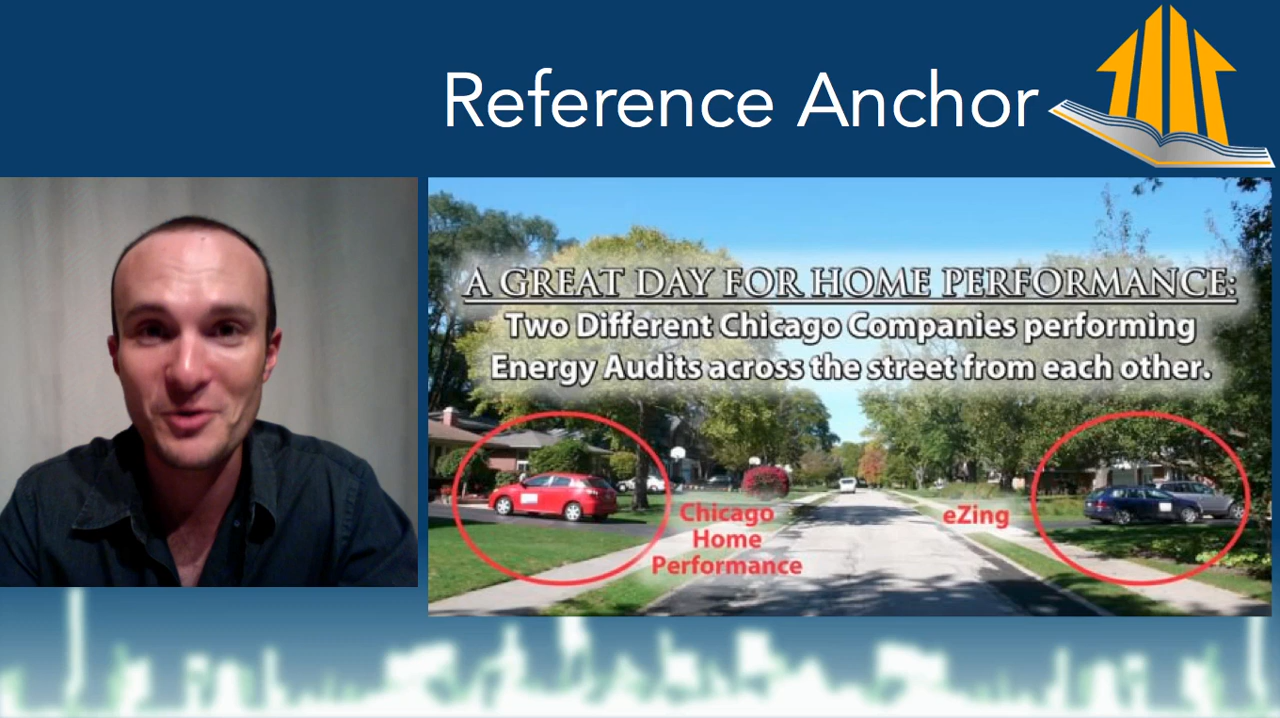 Reference Anchor
A GREAT DAY FOR HOME PERFORMANCE:
Two Different Chicago Companies performing
Energy Audits across the street from each other.
Chicago
Home
Performance
eZing